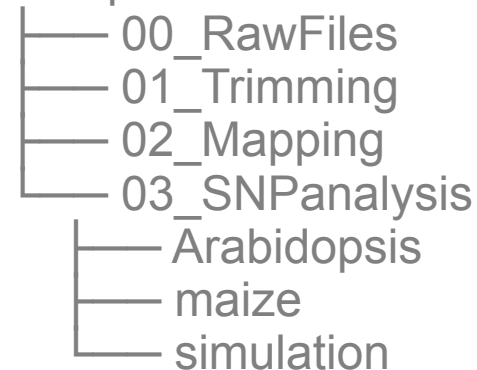 00_RawFiles
01_Trimming
02_Mapping
03_SNPanalysis
Arabidopsis
maize
simulation